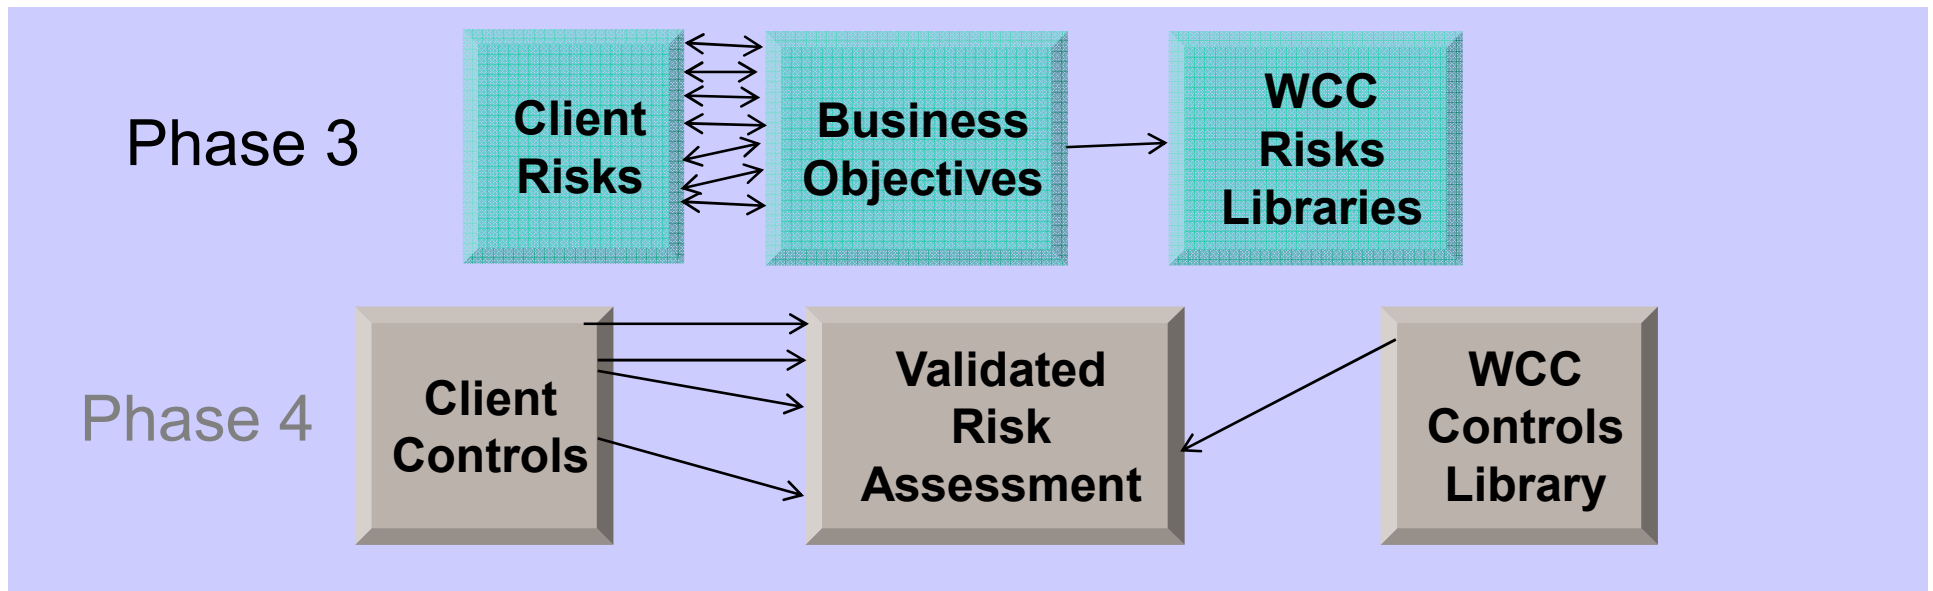 Phase 3
Client
Risks
Business
Objectives
WCC
Risks
Libraries
Phase 4
Client
Controls
Validated
Risk
Assessment
WCC
Controls
Library